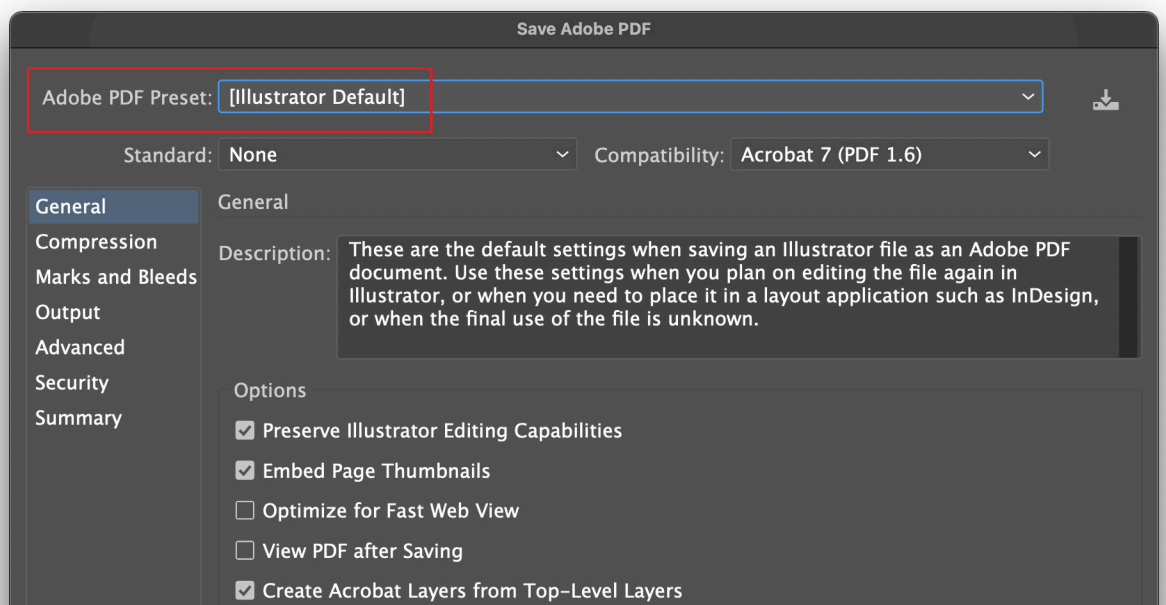 Save Adobe PDF
Adobe PDF Preset: [Illustrator Default]
Standard: None Compatibility: Acrobat 7 (PDF 1.6)
General
Compression
Marks and Bleeds
Output
Advanced
Security
Summary
General
Description: These are the default settings when saving an Illustrator file as an Adobe PDF
document. Use these settings when you plan on editing the file again in
Illustrator, or when you need to place it in a layout application such as InDesign,
or when the final use of the file is unknown.
Options
Preserve Illustrator Editing Capabilities
Embed Page Thumbnails
Optimize for Fast Web View
View PDF after Saving
Create Acrobat Layers from Top-Level Layers